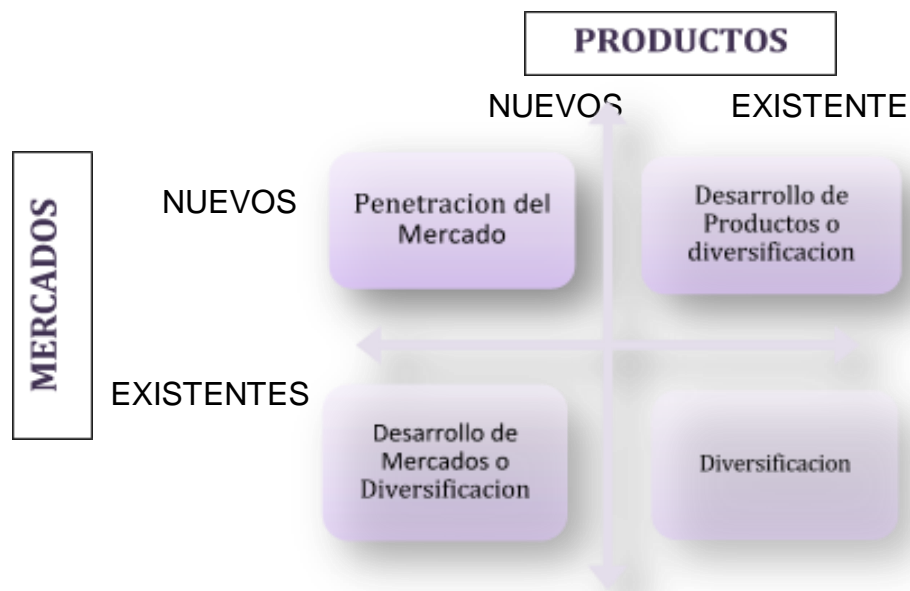 PRODUCTOS
NUEVOS
EXISTENTE
MERCADOS
NUEVOS
Penetracion del
Mercado
Desarrollo de
Productos o
diversificacion
EXISTENTES
Desarrollo de
Mercados o
Diversificacion
Diversificacion